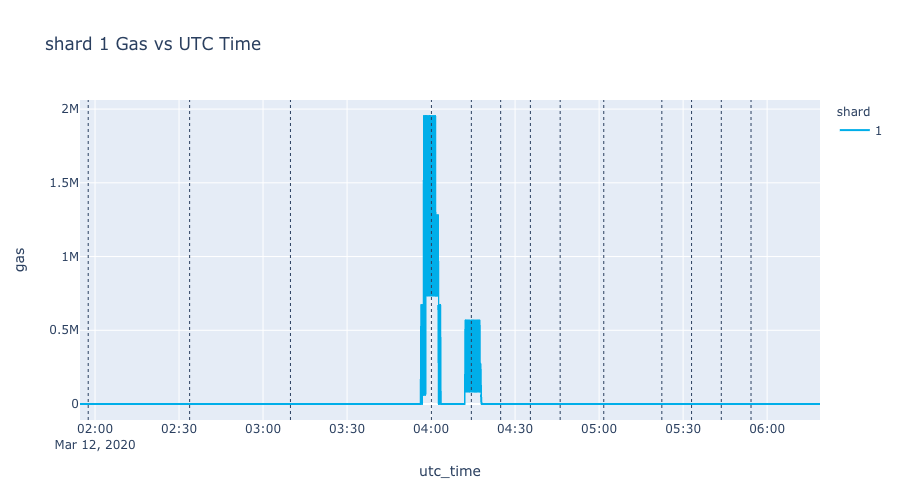 shard 1 Gas vs UTC Time
shard
1
2M
1.5M
1M
0.5M
0
gas
02:00 02:30 03:00 03:30 04:00 04:30 05:00 05:30 06:00
Mar 12, 2020
utc_time